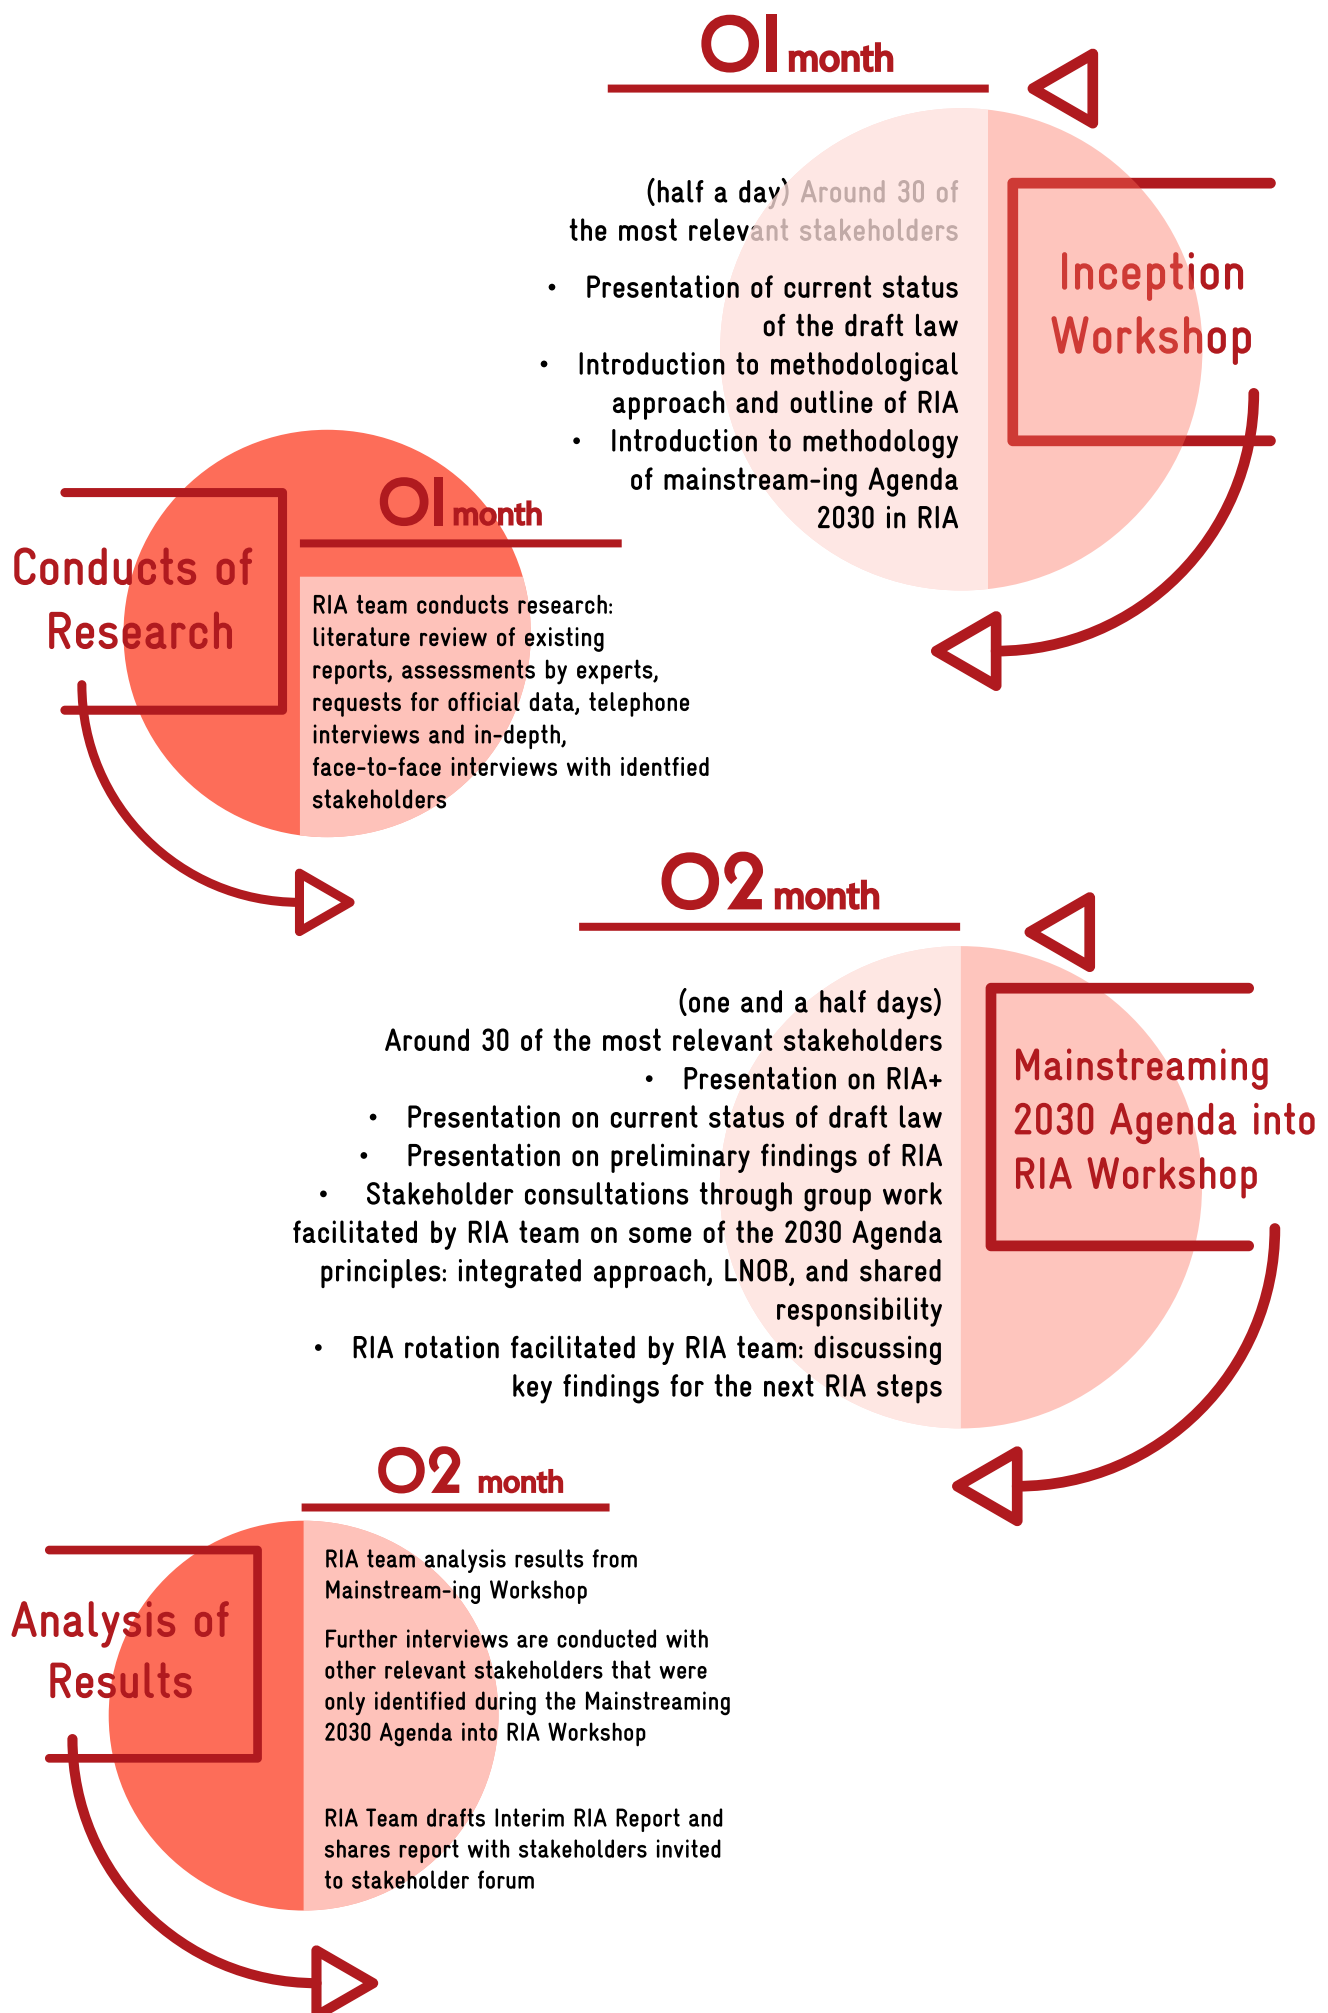 01 month
(half a day) Around 30 of
the most relevant stakeholders
• Presentation of current status
of the draft law
• Introduction to methodological
approach and outline of RIA
• Introduction to methodology
of mainstream-ing Agenda
2030 in RIA
Inception
Workshop
Conducts of
Research
01 month
RIA team conducts research:
literature review of existing
reports, assessments by experts,
requests for official data, telephone
interviews and in-depth,
face-to-face interviews with identfied
stakeholders
02 month
(one and a half days)
Around 30 of the most relevant stakeholders
• Presentation on RIA+
• Presentation on current status of draft law
• Presentation on preliminary findings of RIA
• Stakeholder consultations through group work
facilitated by RIA team on some of the 2030 Agenda
principles: integrated approach, LNOB, and shared
responsibility
• RIA rotation facilitated by RIA team: discussing
key findings for the next RIA steps
Mainstreaming
2030 Agenda into
RIA Workshop
02 month
Analysis of
Results
RIA team analysis results from
Mainstream-ing Workshop
Further interviews are conducted with
other relevant stakeholders that were
only identified during the Mainstreaming
2030 Agenda into RIA Workshop
RIA Team drafts Interim RIA Report and
shares report with stakeholders invited
to stakeholder forum